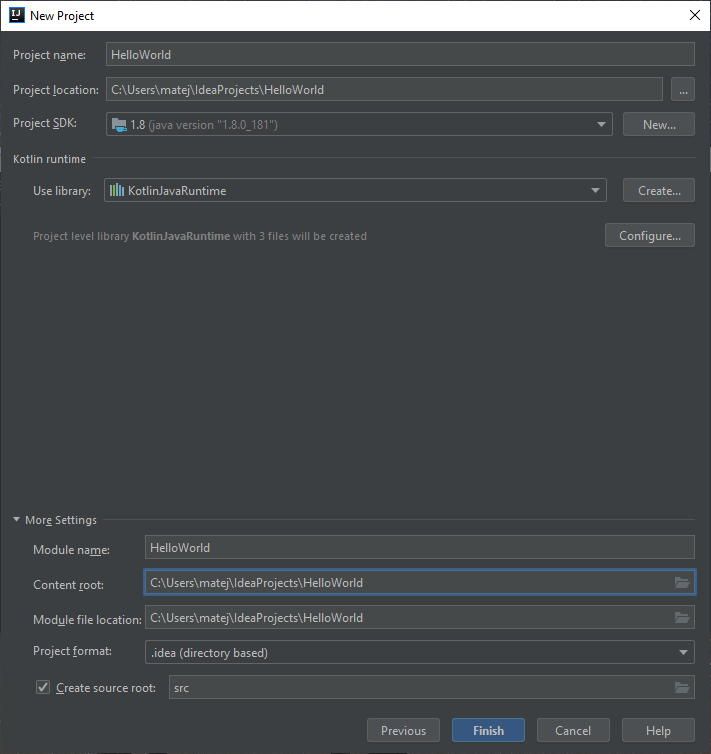 IJ New Project
Project name: HelloWorld
Project location: C:\Users\matej\IdeaProjects\HelloWorld ...
Project SDK: 1.8 (java version "1.8.0_181") New...
Kotlin runtime
Use library: KotlinJavaRuntime Create...
Project level library KotlinJavaRuntime with 3 files will be created Configure...
More Settings
Module name: HelloWorld
Content root: C:\Users\matej\IdeaProjects\HelloWorld
Module file location: C:\Users\matej\IdeaProjects\HelloWorld
Project format: .idea (directory based)
Create source root: src
Previous Finish Cancel Help